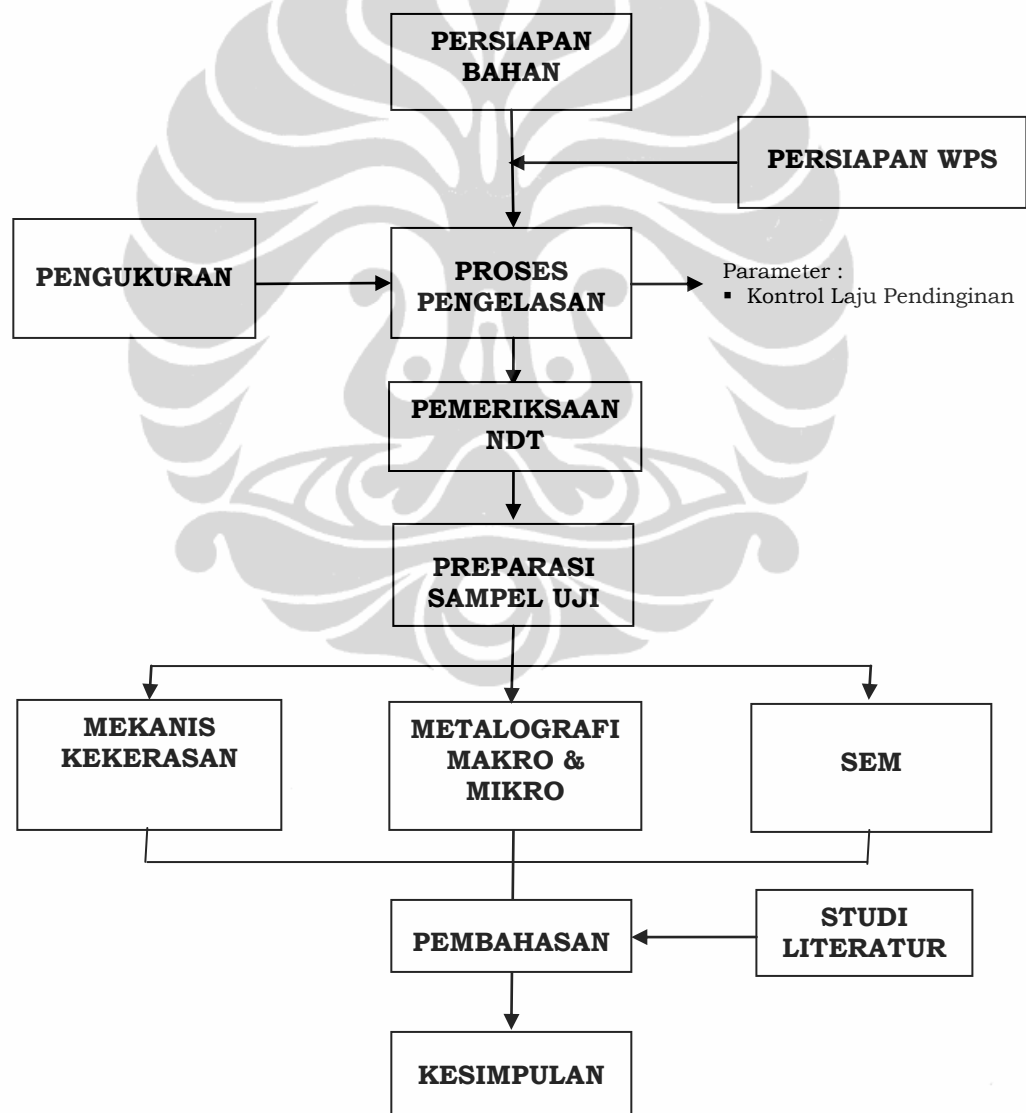 PERSIAPAN
BAHAN
PERSIAPAN WPS
PENGUKURAN
PROSES
PENGELASAN
Parameter :
▪ Kontrol Laju Pendinginan
PEMERIKSAAN
NDT
PREPARASI
SAMPEL UJI
MEKANIS
KEKERASAN
METALOGRAFI
MAKRO &
MIKRO
SEM
PEMBAHASAN
STUDI
LITERATUR
KESIMPULAN